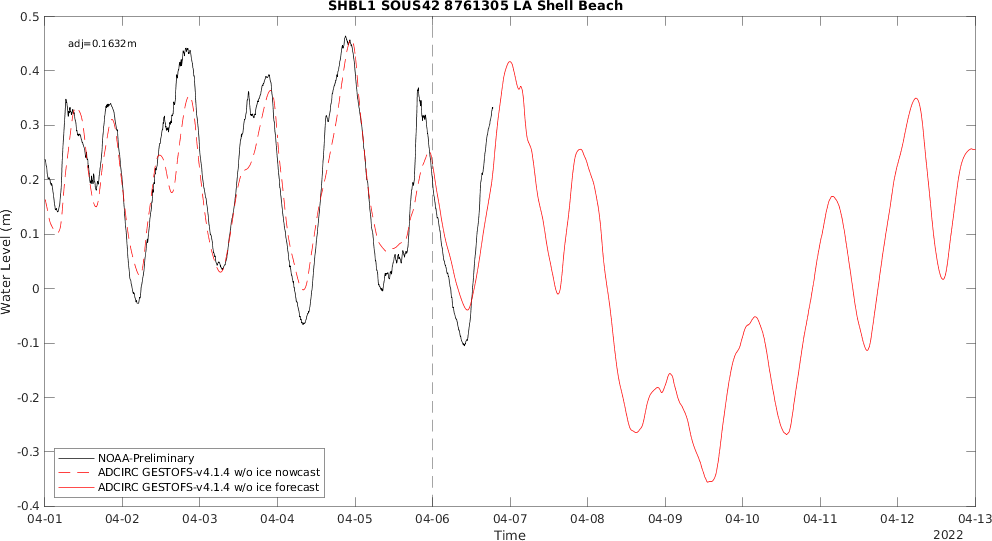 SHBL1 SOUS42 8761305 LA Shell Beach
adj=0.1632m
0.5
0.4
0.3
0.2
0.1
0
-0.1
-0.2
-0.3
-0.4
Water Level (m)
NOAA-Preliminary
ADCIRC GESTOFS-v4.1.4 w/o ice nowcast
ADCIRC GESTOFS-v4.1.4 w/o ice forecast
04-01 04-02 04-03 04-04 04-05 04-06 04-07 04-08 04-09 04-10 04-11 04-12 04-13
Time
2022